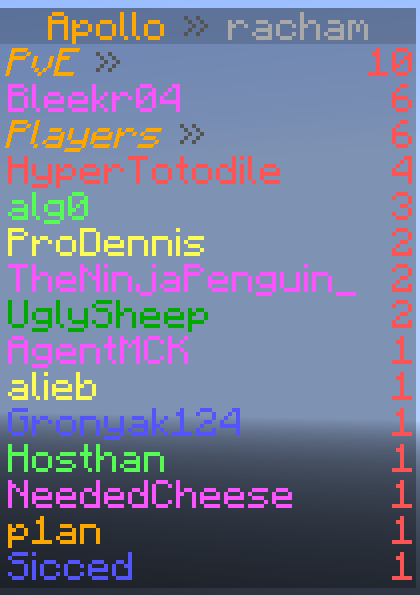 Apollo » racham
PvE » 10
Bleekr04 6
Players » 6
HyperTotodile 4
alg0 3
ProDennis 2
TheNinjaPenguin_ 2
UglySheep 2
AgentMCK 1
alieb 1
Gronyak124 1
Hosthan 1
NeededCheese 1
p1an 1
Sicced 1